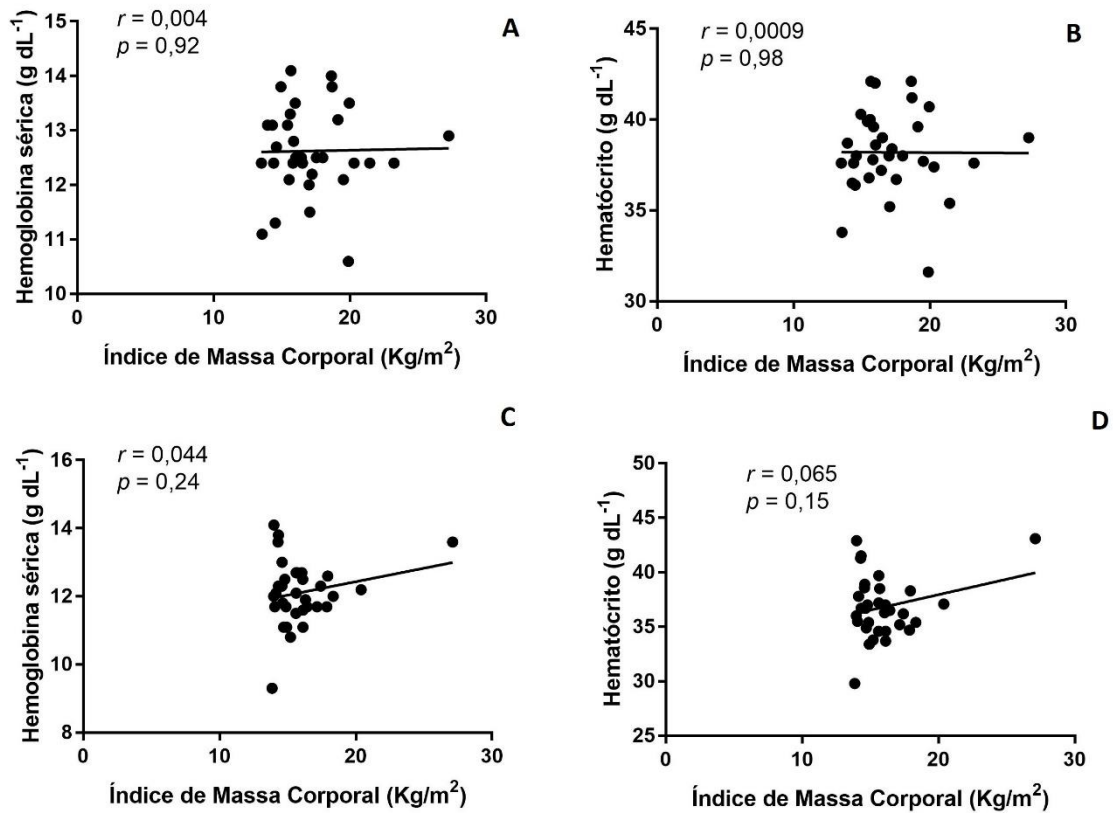 A
r = 0,004
p = 0,92
Hemoglobina sérica (g dL⁻¹)
15
14
13
12
11
10
0
10
20
30
Índice de Massa Corporal (Kg/m²)
B
r = 0,0009
p = 0,98
Hematócrito (g dL⁻¹)
40
35
30
0
10
20
30
Índice de Massa Corporal (Kg/m²)
C
r = 0,044
p = 0,24
Hemoglobina sérica (g dL⁻¹)
16
14
12
10
8
0
10
20
30
Índice de Massa Corporal (Kg/m²)
D
r = 0,065
p = 0,15
Hematócrito (g dL⁻¹)
50
45
40
35
30
25
0
10
20
30
Índice de Massa Corporal (Kg/m²)